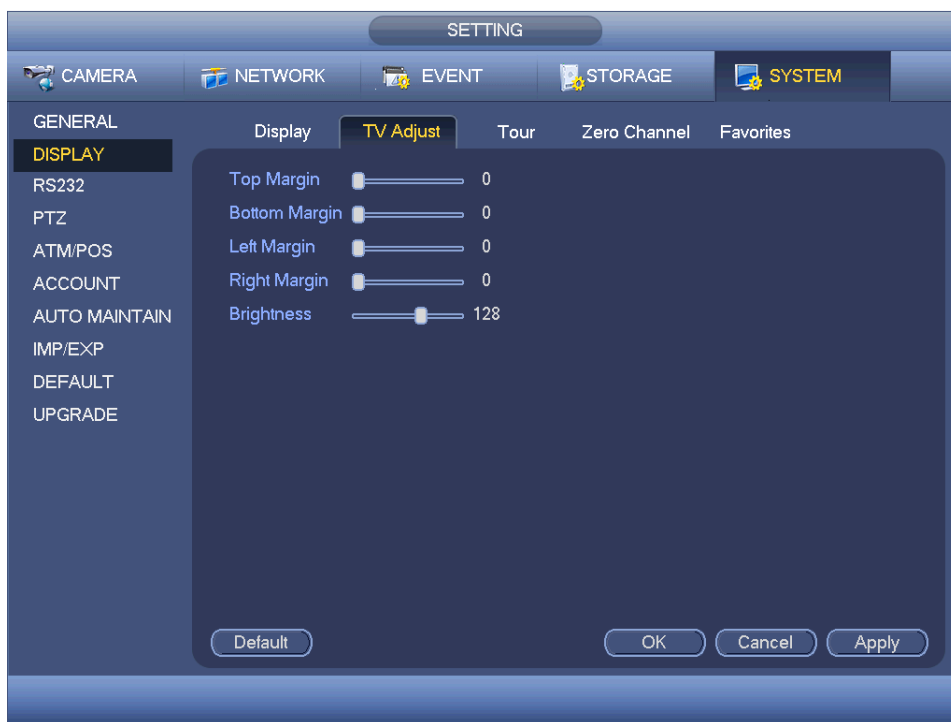 SETTING
CAMERA NETWORK EVENT STORAGE SYSTEM
GENERAL
DISPLAY
RS232
PTZ
ATM/POS
ACCOUNT
AUTO MAINTAIN
IMP/EXP
DEFAULT
UPGRADE
Display TV Adjust Tour Zero Channel Favorites
Top Margin 0
Bottom Margin 0
Left Margin 0
Right Margin 0
Brightness 128
Default OK Cancel Apply